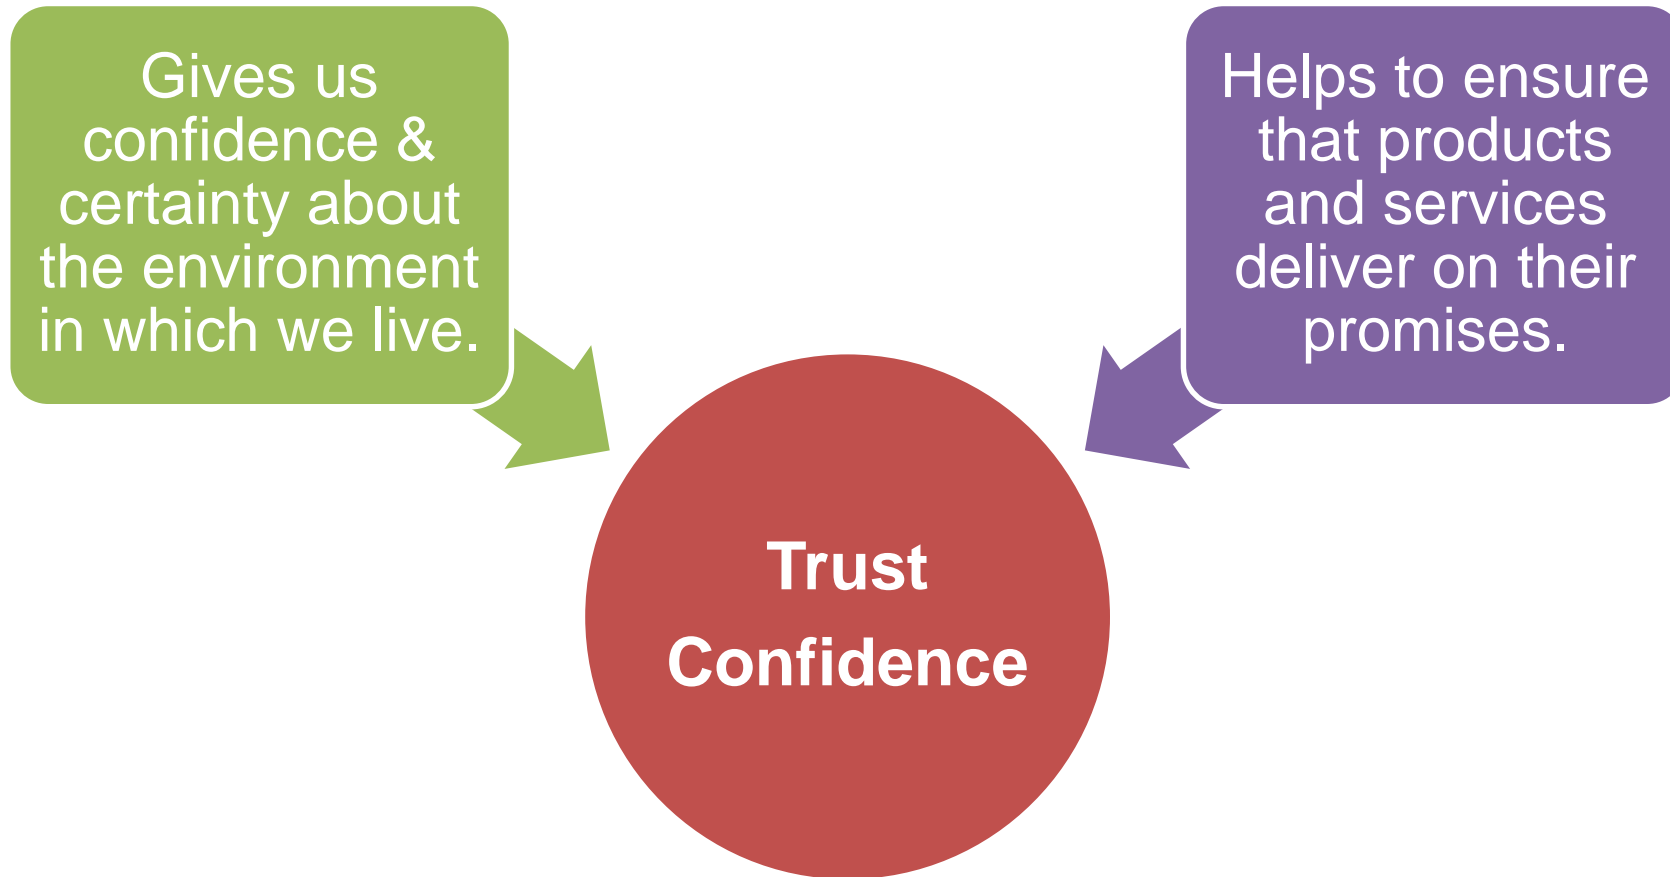 Gives us
confidence &
certainty about
the environment
in which we live.
Helps to ensure
that products
and services
deliver on their
promises.
Trust
Confidence